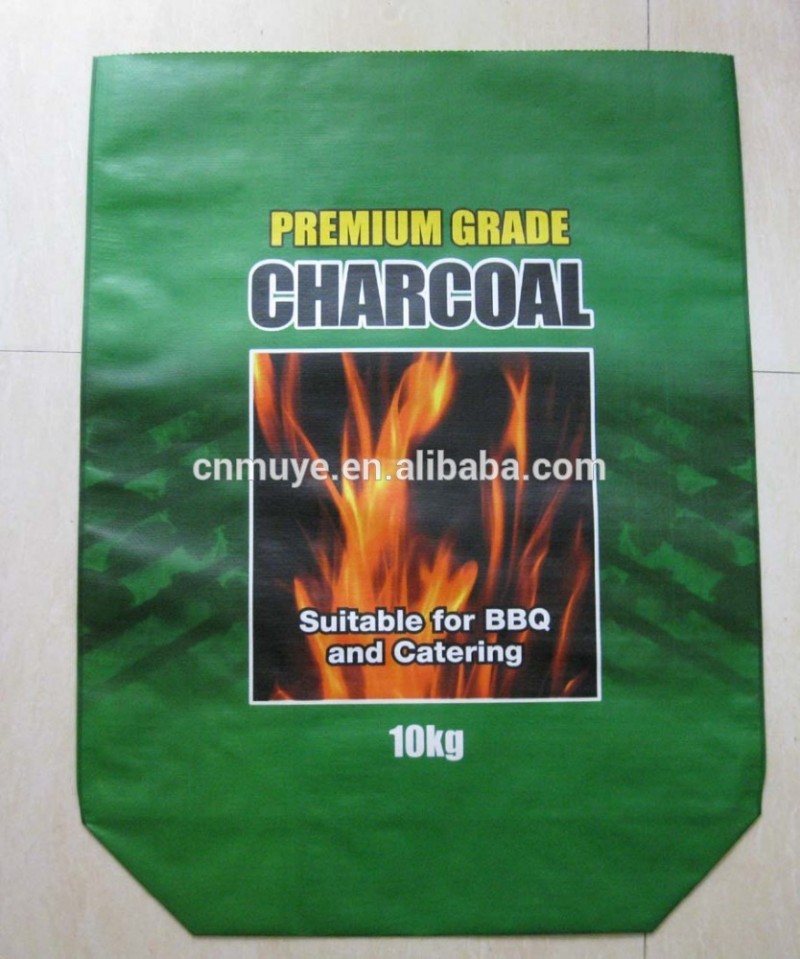 PREMIUM GRADE
CHARCOAL
cnmuye.en.alibaba.com
Suitable for BBQ
and Catering
10kg